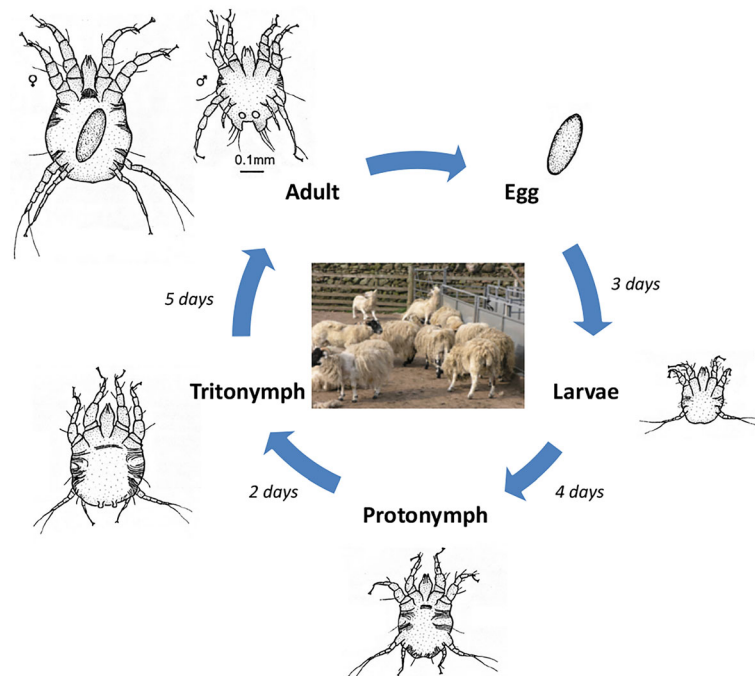 ♀
♂
0.1mm
Adult
Egg
5 days
3 days
Tritonymph
Larvae
2 days
4 days
Protonymph